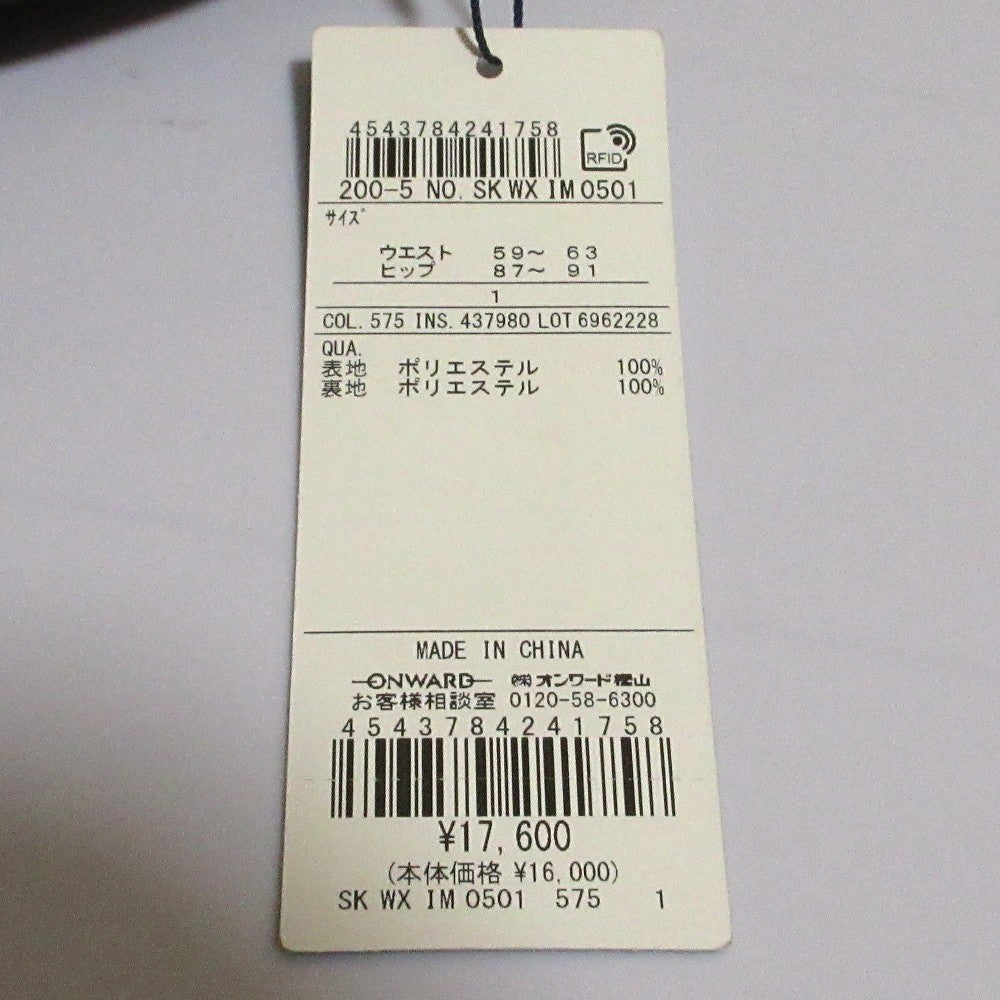 4543784241758
RFID
200-5 NO. SK WX IM 0501
サイズ
ウエスト 59～ 63
ヒップ 87～ 91
1
COL. 575 INS. 437980 LOT 6962228
QUA.
表地 ポリエステル 100%
裏地 ポリエステル 100%
MADE IN CHINA
ONWARD ㈱オンワード樫山
お客様相談室 0120-58-6300
4543784241758
¥17,600
(本体価格 ¥16,000)
SK WX IM 0501 575 1